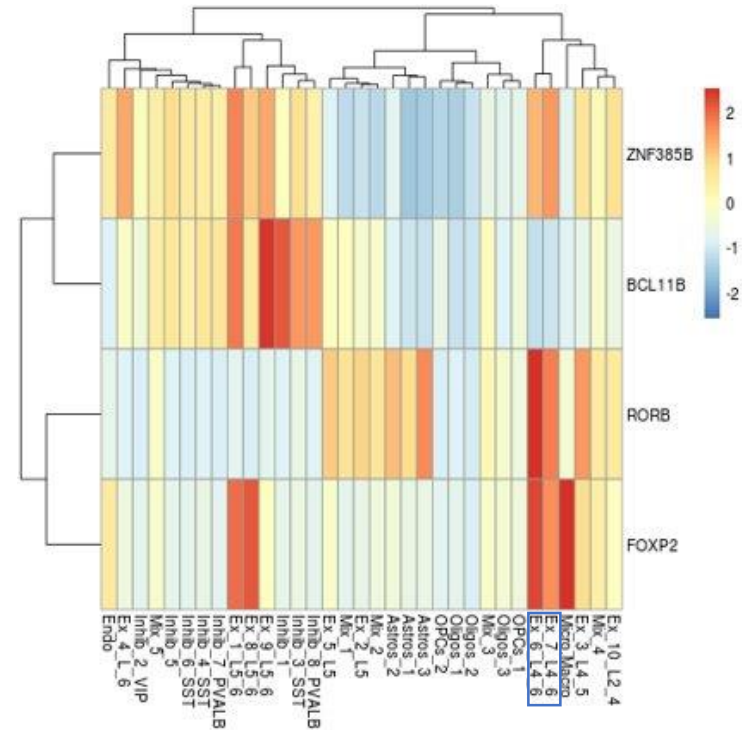 ZNF385B
BCL11B
RORB
FOXP2
2
1
0
-1
-2
Endo
Ex_4_L_6
Inhib_2_VIP
Mix_5
Inhib_5
Inhib_6_SST
Inhib_4_SST
Inhib_7_PVALB
Ex_1_L5_6
Ex_8_L5_6
Ex_9_L5_6
Inhib_1
Inhib_3_SST
Inhib_8_PVALB
Ex_5_L5
Mix_1
Ex_2_L5
Mix_2
Astros_2
Astros_1
Astros_3
OPCs_2
Oligos_1
Oligos_2
Mix_3
Oligos_3
OPCs_1
Ex_6_L4_6
Ex_7_L4_6
Micro_Macro
Ex_3_L4_5
Mix_4
Ex_10_L2_4